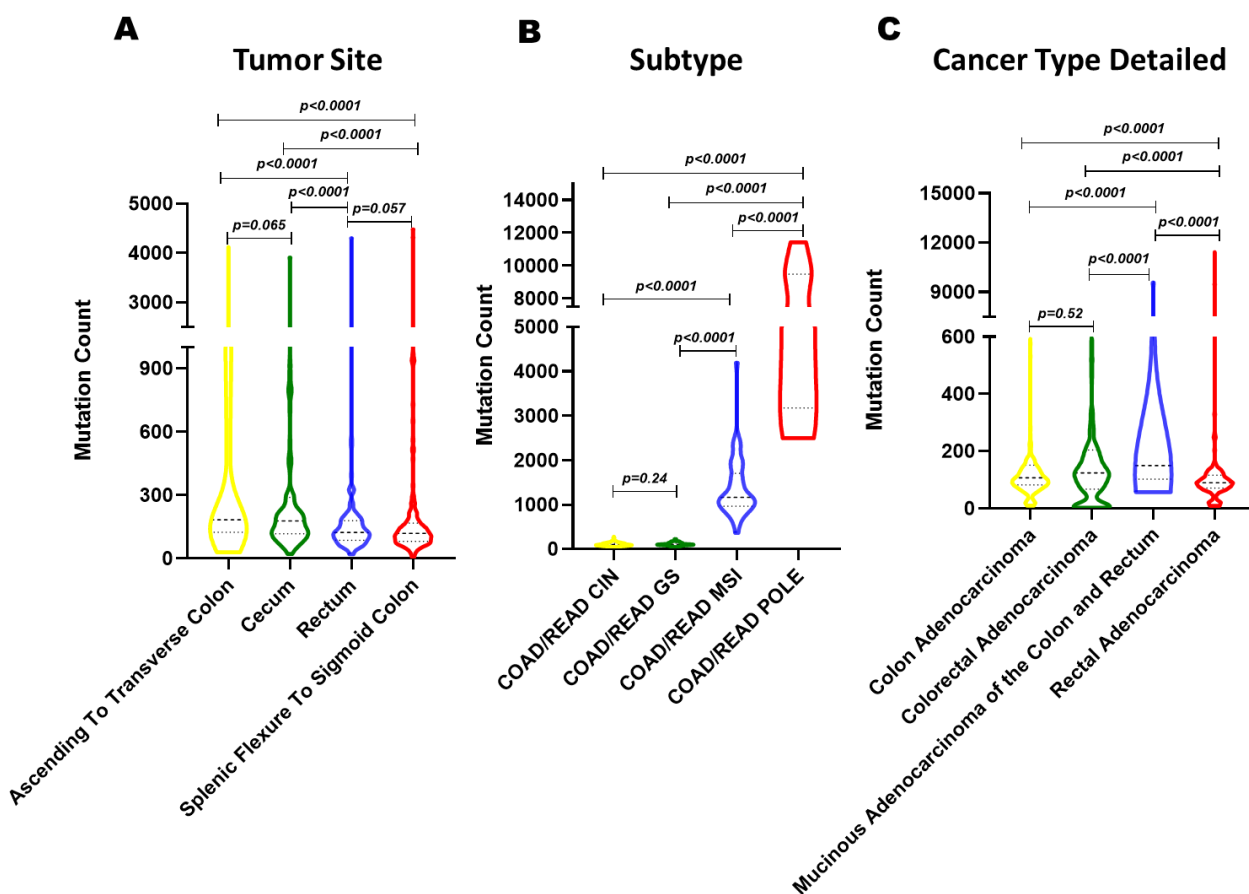 A
Tumor Site
p<0.0001
p<0.0001
p<0.0001
p<0.0001
p=0.065
p=0.057
5000
4000
3000
900
600
300
0
Mutation Count
Ascending To Transverse Colon
Cecum
Rectum
Splenic Flexure To Sigmoid Colon
B
Subtype
p<0.0001
p<0.0001
p<0.0001
p<0.0001
p<0.0001
p=0.24
14000
12000
10000
8000
5000
4000
3000
2000
1000
0
Mutation Count
COAD/READ CIN
COAD/READ GS
COAD/READ MSI
COAD/READ POLE
C
Cancer Type Detailed
p<0.0001
p<0.0001
p<0.0001
p<0.0001
p<0.0001
p=0.52
15000
12000
9000
600
400
200
0
Mutation Count
Colon Adenocarcinoma
Colorectal Adenocarcinoma
Mucinous Adenocarcinoma of the Colon and Rectum
Rectal Adenocarcinoma